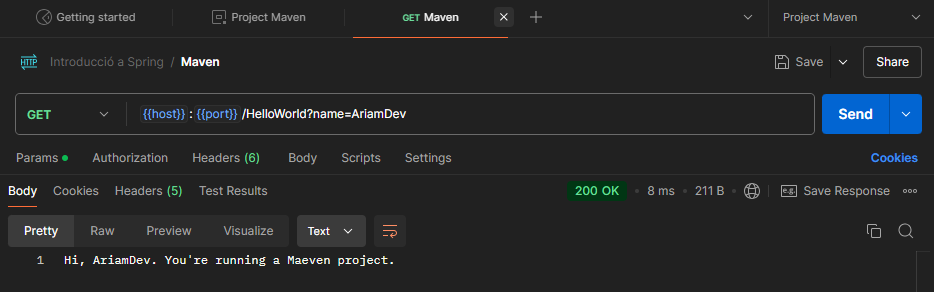 Getting started
Project Maven
GET Maven
Project Maven
HTTP Introducció a Spring / Maven
Save
Share
GET
{{host}} : {{port}} /HelloWorld?name=AriamDev
Send
Params
Authorization
Headers (6)
Body
Scripts
Settings
Cookies
Body
Cookies
Headers (5)
Test Results
200 OK
8 ms
211 B
e.g. Save Response
Pretty
Raw
Preview
Visualize
Text
1 Hi, AriamDev. You're running a Maeven project.